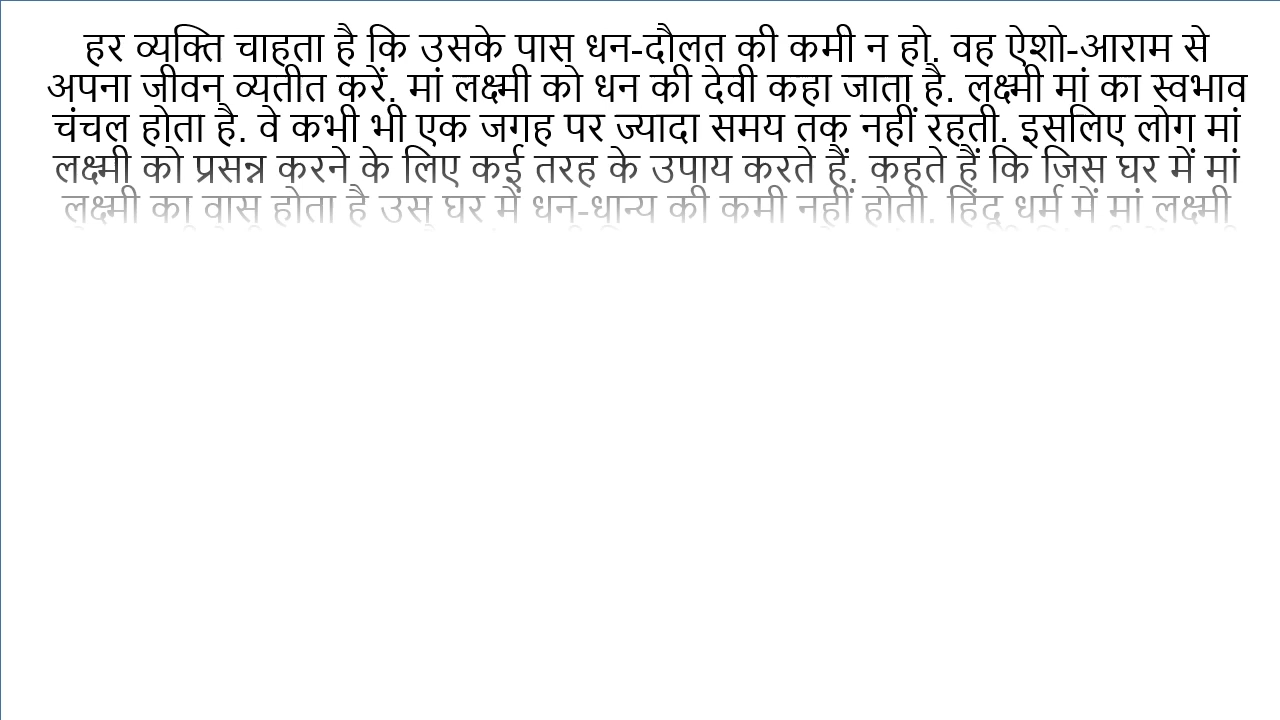 हर व्यक्ति चाहता है कि उसके पास धन-दौलत की कमी न हो. वह ऐशो-आराम से
अपना जीवन व्यतीत करें. मां लक्ष्मी को धन की देवी कहा जाता है. लक्ष्मी मां का स्वभाव
चंचल होता है. वे कभी भी एक जगह पर ज्यादा समय तक नहीं रहती. इसलिए लोग मां
लक्ष्मी को प्रसन्न करने के लिए कई तरह के उपाय करते हैं. कहते हैं कि जिस घर में मां
लक्ष्मी का वास होता है उस घर में धन-धान्य की कमी नहीं होती. हिंदू धर्म में मां लक्ष्मी